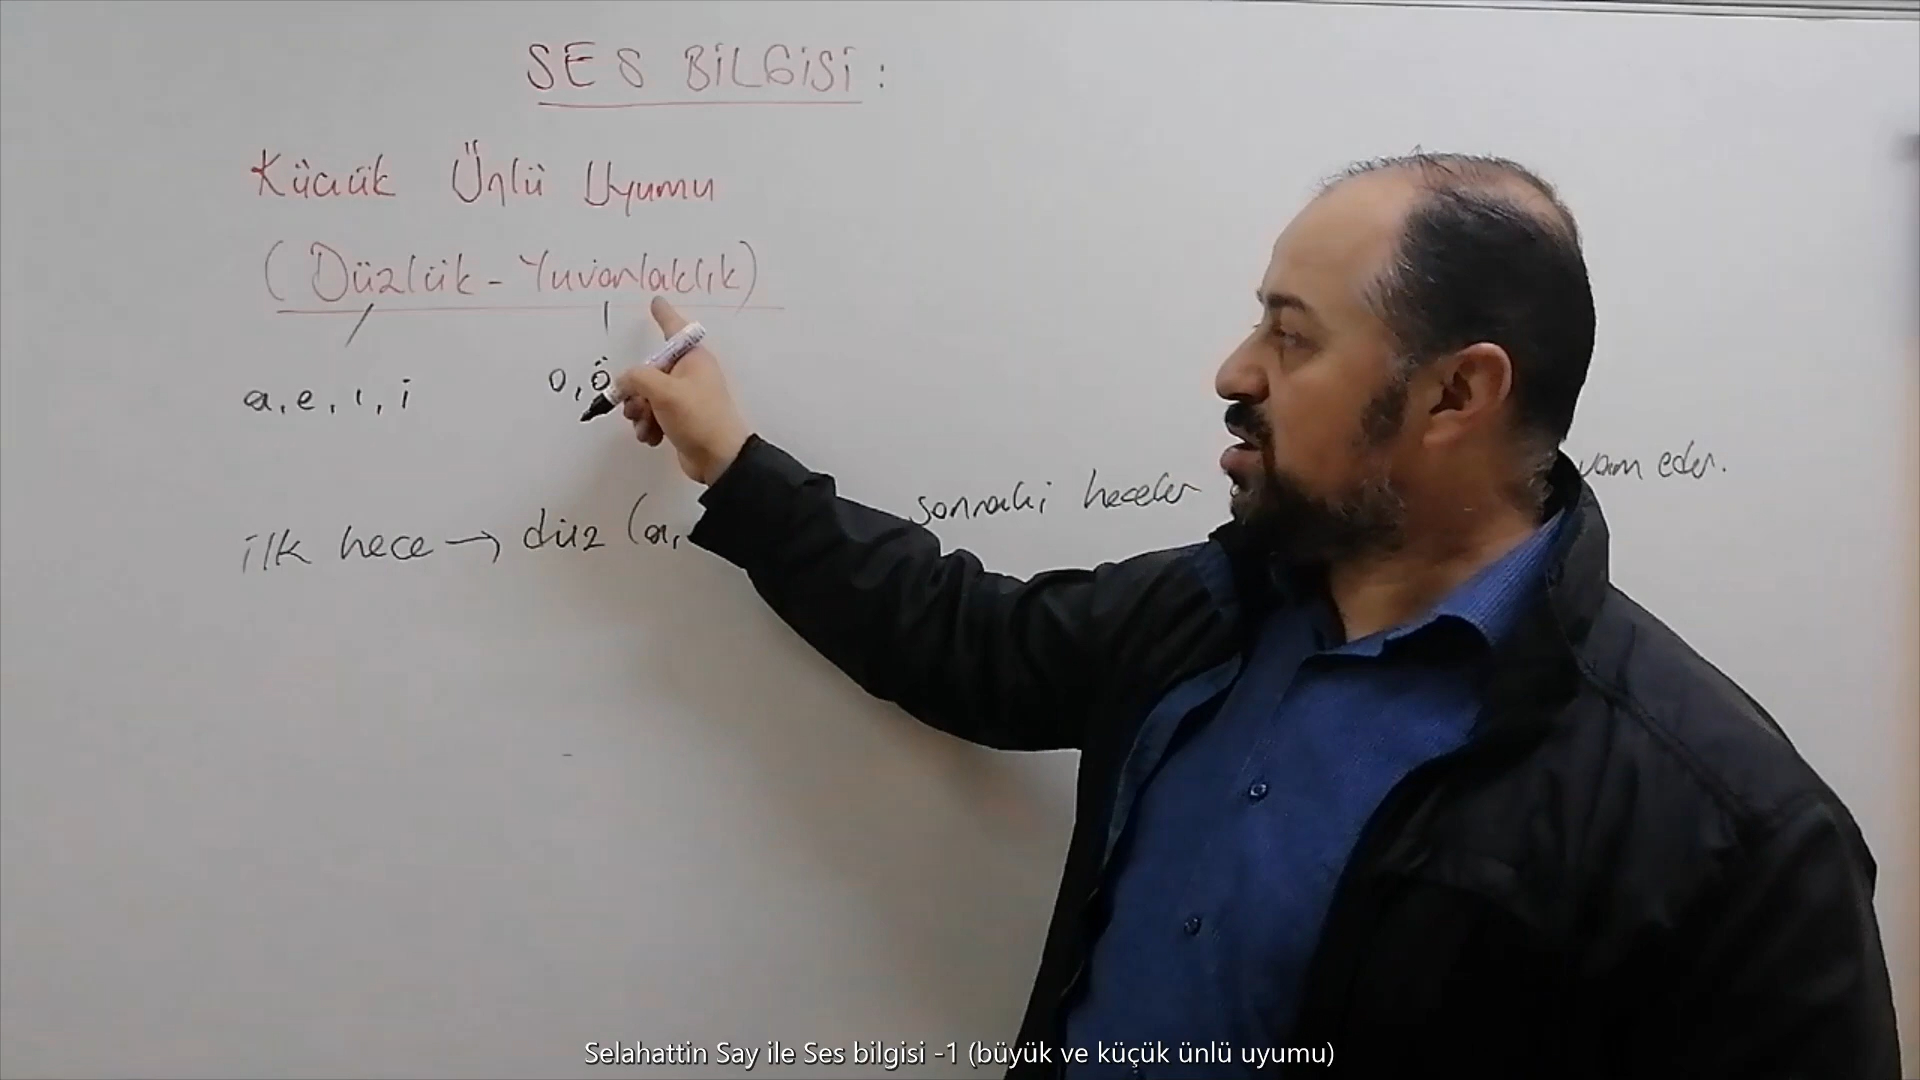 SES BİLGİSİ:
Küçük Ünlü Uyumu
(Düzlük - Yuvarlaklık)
a, e, ı, i
o, ö
ilk hece → düz (a,
sonraki heceler
eder.
Selahattin Say ile Ses bilgisi -1 (büyük ve küçük ünlü uyumu)